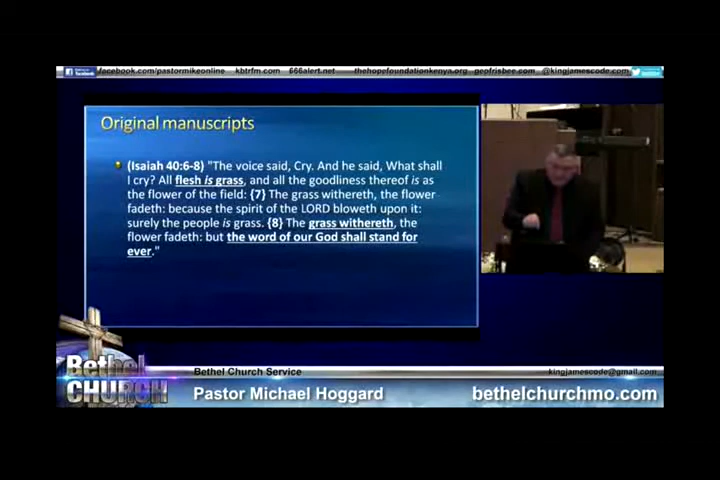 facebook.com/pastormikeonline kbtrfm.com 666alert.net thehopefoundationkenya.org gepfrisbee.com @kingjamescode.com
Original manuscripts
(Isaiah 40:6-8) "The voice said, Cry. And he said, What shall
I cry? All flesh is grass, and all the goodliness thereof is as
the flower of the field: {7} The grass withereth, the flower
fadeth: because the spirit of the LORD bloweth upon it:
surely the people is grass. {8} The grass withereth, the
flower fadeth: but the word of our God shall stand for
ever."
Bethel
CHURCH
Bethel Church Service
kingjamescode@gmail.com
Pastor Michael Hoggard
bethelchurchmo.com